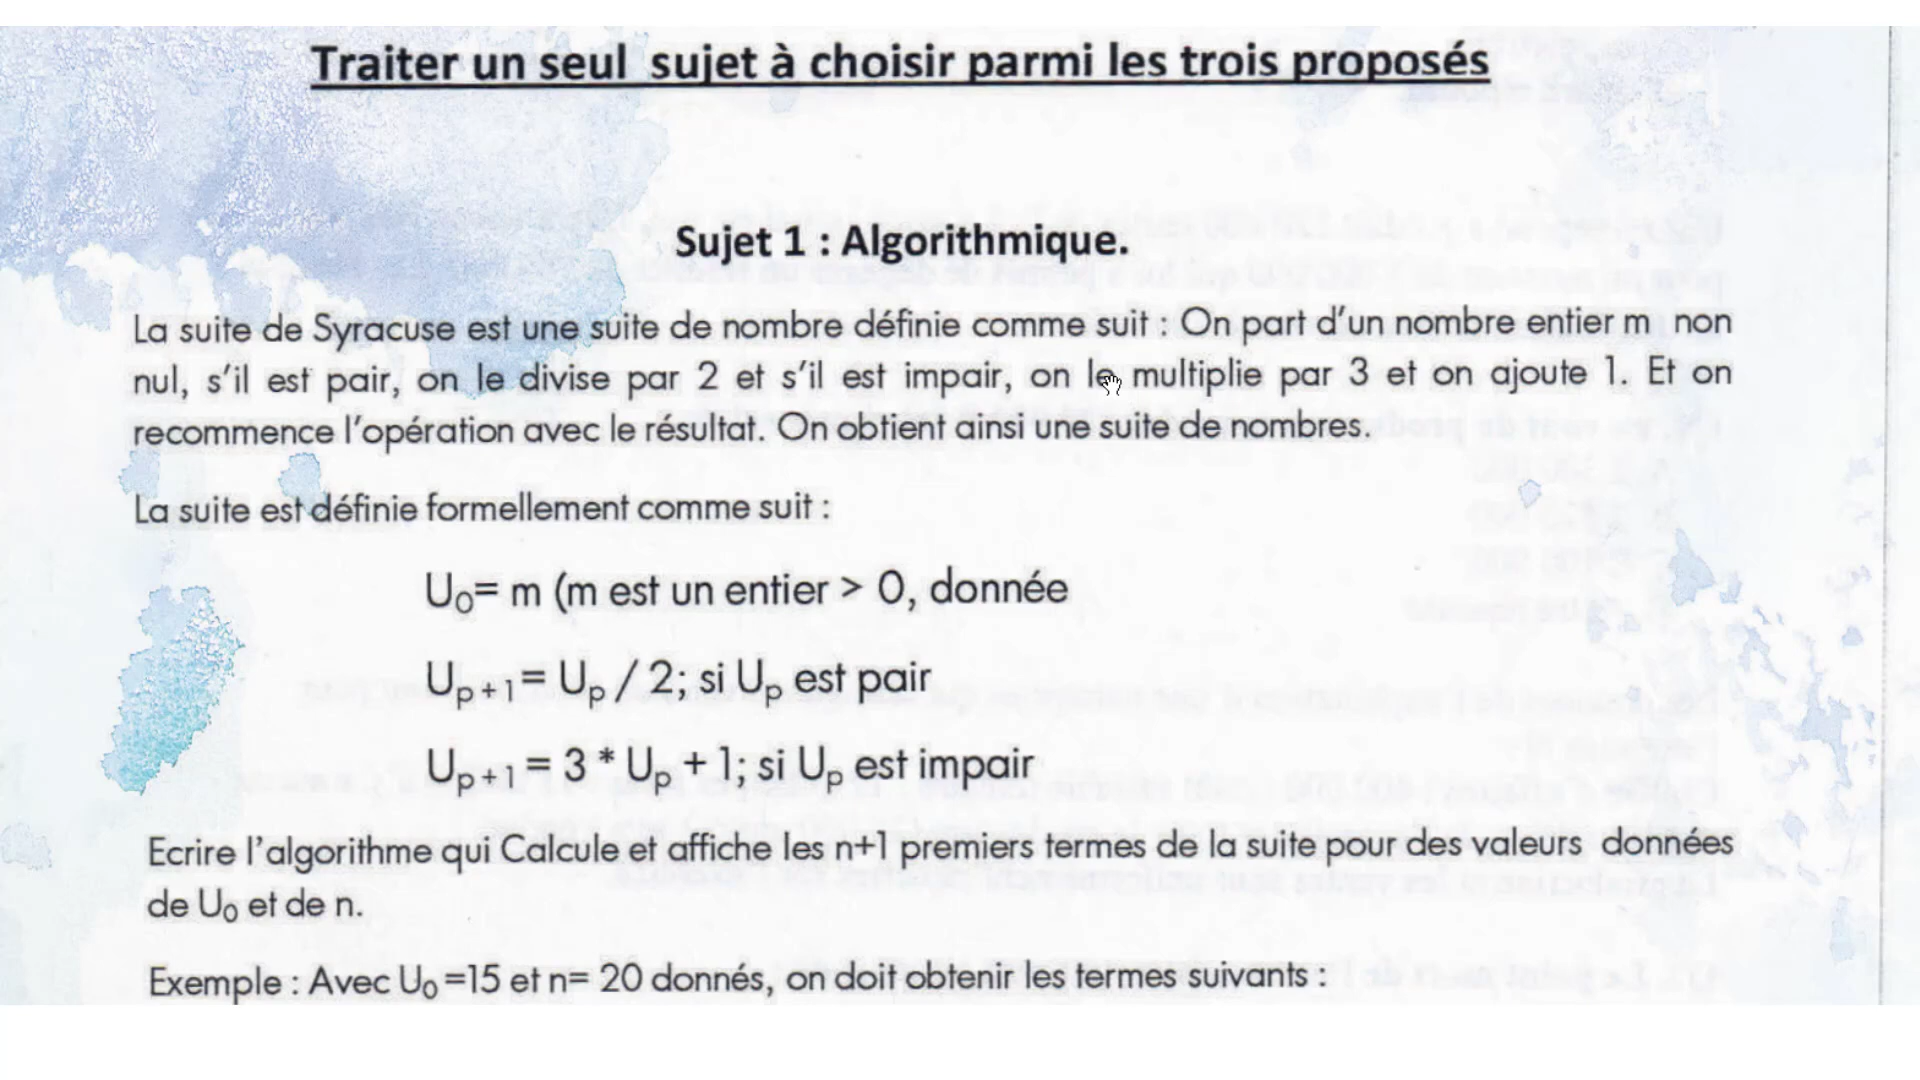 Traiter un seul sujet à choisir parmi les trois proposés
Sujet 1 : Algorithmique.
La suite de Syracuse est une suite de nombre définie comme suit : On part d'un nombre entier m non
nul, s'il est pair, on le divise par 2 et s'il est impair, on le multiplie par 3 et on ajoute 1. Et on
recommence l'opération avec le résultat. On obtient ainsi une suite de nombres.
La suite est définie formellement comme suit :
U0= m (m est un entier > 0, donnée
Up+1 = Up / 2; si Up est pair
Up+1 = 3 * Up + 1; si Up est impair
Ecrire l'algorithme qui Calcule et affiche les n+1 premiers termes de la suite pour des valeurs données
de U0 et de n.
Exemple : Avec U0 =15 et n= 20 donnés, on doit obtenir les termes suivants :